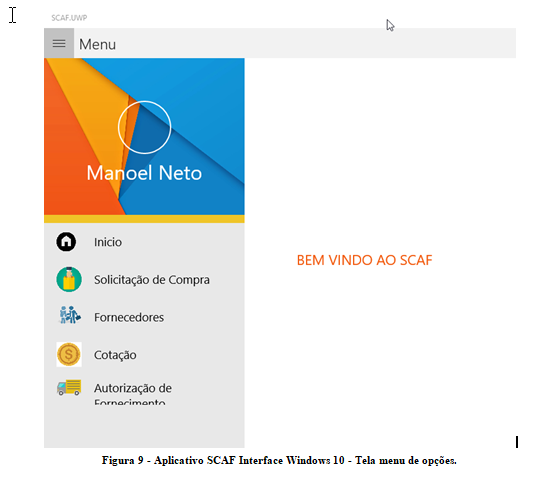 SCAF.UWP
Menu
Manoel Neto
Inicio
BEM VINDO AO SCAF
Solicitação de Compra
Fornecedores
Cotação
Autorização de
Fornecimento
Figura 9 - Aplicativo SCAF Interface Windows 10 - Tela menu de opções.